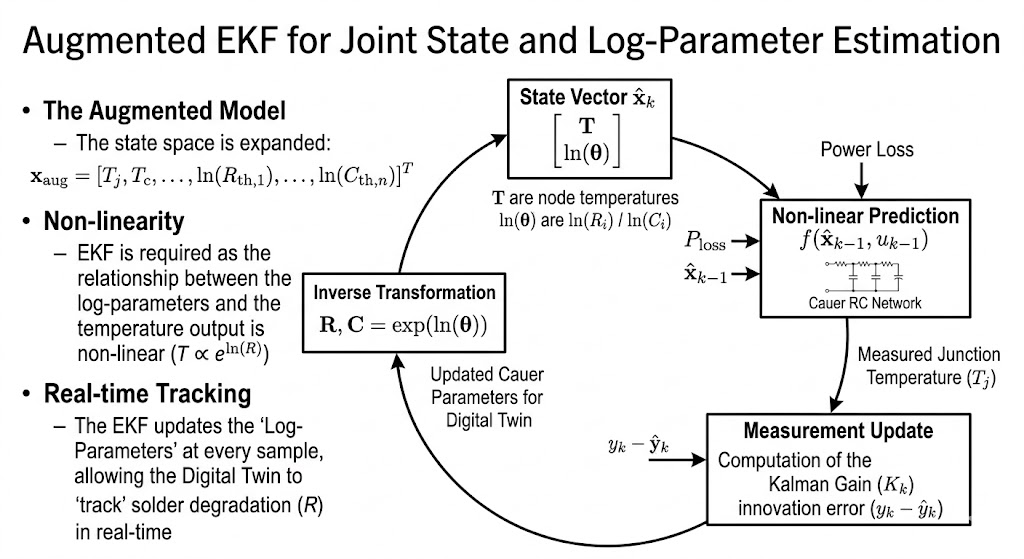 Augmented EKF for Joint State and Log-Parameter Estimation
• The Augmented Model
– The state space is expanded:
x_aug = [T_j, T_c, …, ln(R_th,1), …, ln(C_th,n)]^T
• Non-linearity
– EKF is required as the
relationship between the
log-parameters and the
temperature output is
non-linear (T ∝ e^ln(R))
• Real-time Tracking
– The EKF updates the ‘Log-
Parameters’ at every sample,
allowing the Digital Twin to
‘track’ solder degradation (R)
in real-time
State Vector x̂_k
[T
ln(θ)]
T are node temperatures
ln(θ) are ln(R_i) / ln(C_i)
Power Loss
Non-linear Prediction
f(x̂_k−1, u_k−1)
Cauer RC Network
P_loss
x̂_k−1
Measured Junction
Temperature (T_j)
Measurement Update
Computation of the
Kalman Gain (K_k)
innovation error (y_k − ŷ_k)
y_k − ŷ_k
Inverse Transformation
R, C = exp(ln(θ))
Updated Cauer
Parameters for
Digital Twin